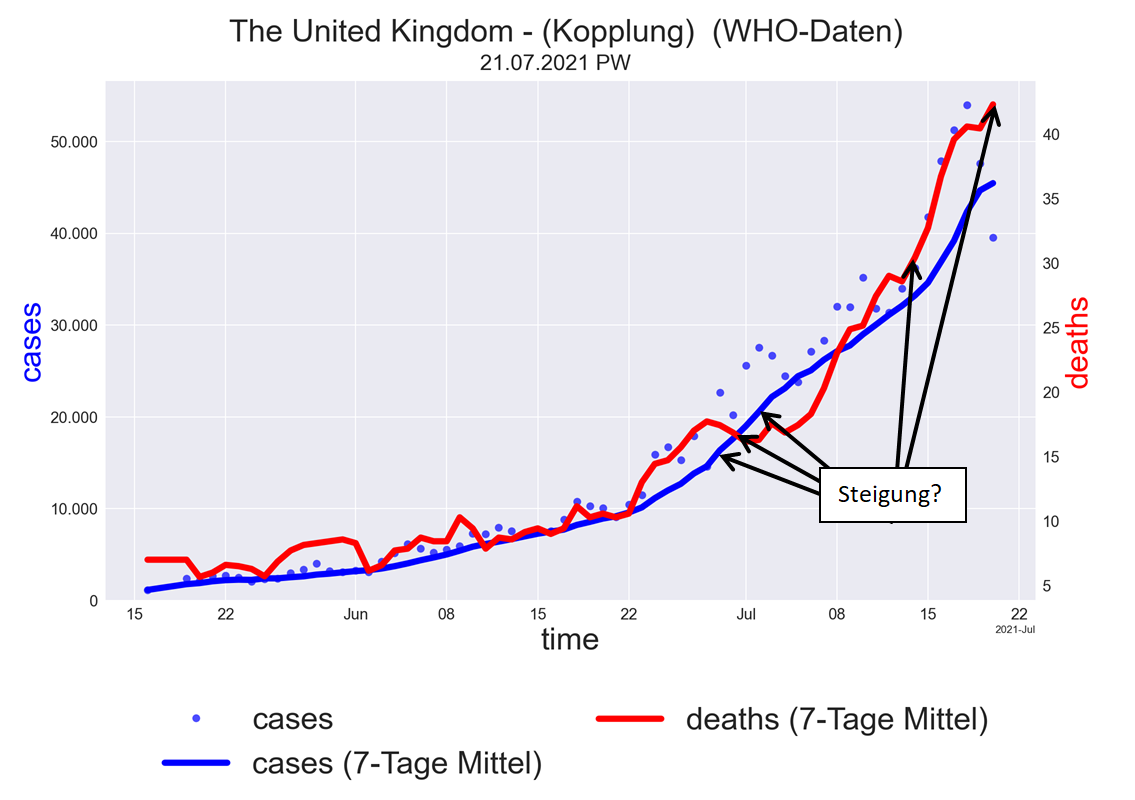 The United Kingdom - (Kopplung)  (WHO-Daten)
21.07.2021 PW
50.000
40.000
30.000
20.000
10.000
0
cases
40
35
30
25
20
15
10
5
deaths
Steigung?
15 22 Jun 08 15 22 Jul 08 15 22
2021-Jul
time
cases
cases (7-Tage Mittel)
deaths (7-Tage Mittel)